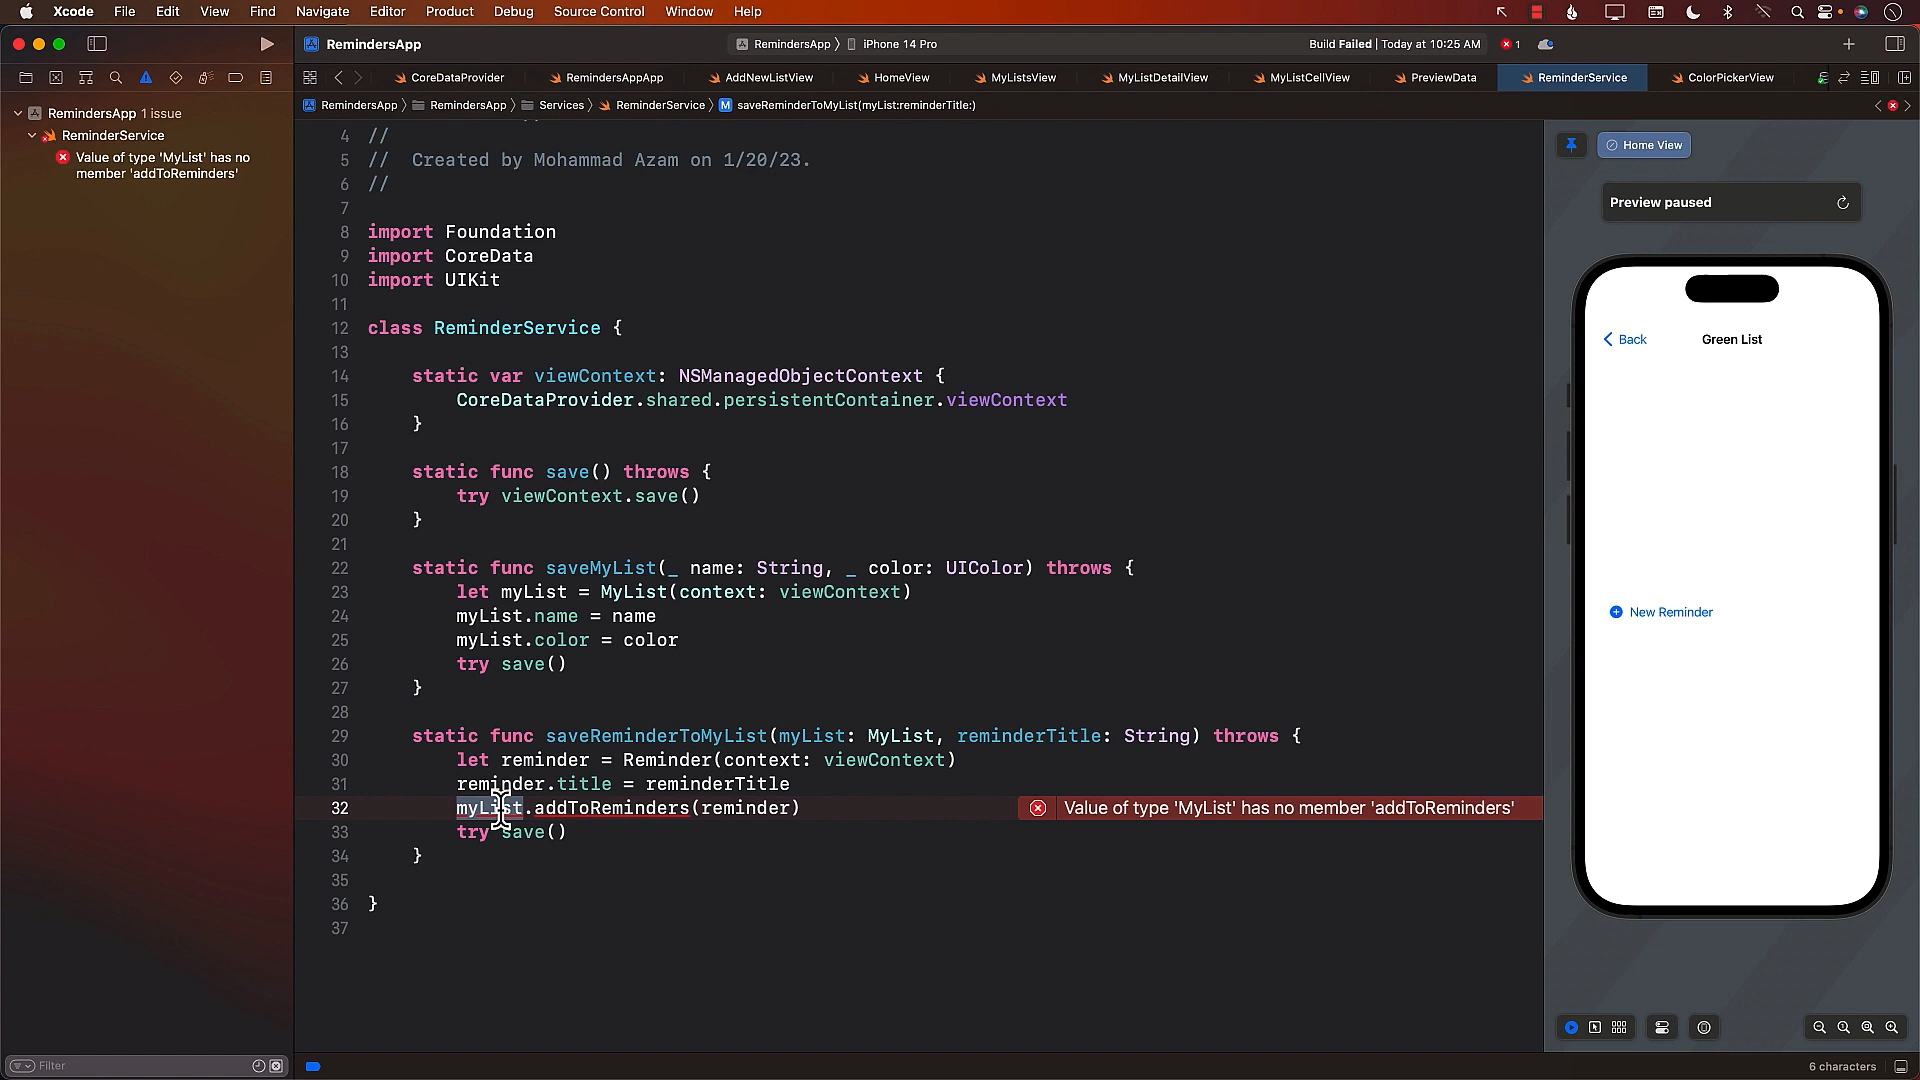 Xcode File Edit View Find Navigate Editor Product Debug Source Control Window Help
RemindersApp
RemindersApp 〉 iPhone 14 Pro
Build Failed | Today at 10:25 AM
1
CoreDataProvider RemindersAppApp AddNewListView HomeView MyListsView MyListDetailView MyListCellView PreviewData ReminderService ColorPickerView
RemindersApp 〉 RemindersApp 〉 Services 〉 ReminderService 〉 M saveReminderToMyList(myList:reminderTitle:)
RemindersApp 1 issue
ReminderService
Value of type 'MyList' has no
member 'addToReminders'
4 //
5 // Created by Mohammad Azam on 1/20/23.
6 //
7
8 import Foundation
9 import CoreData
10 import UIKit
11
12 class ReminderService {
13
14 static var viewContext: NSManagedObjectContext {
15 CoreDataProvider.shared.persistentContainer.viewContext
16 }
17
18 static func save() throws {
19 try viewContext.save()
20 }
21
22 static func saveMyList(_ name: String, _ color: UIColor) throws {
23 let myList = MyList(context: viewContext)
24 myList.name = name
25 myList.color = color
26 try save()
27 }
28
29 static func saveReminderToMyList(myList: MyList, reminderTitle: String) throws {
30 let reminder = Reminder(context: viewContext)
31 reminder.title = reminderTitle
32 myList.addToReminders(reminder) Value of type 'MyList' has no member 'addToReminders'
33 try save()
34 }
35
36 }
37
Home View
Preview paused
Back Green List
New Reminder
Filter
6 characters